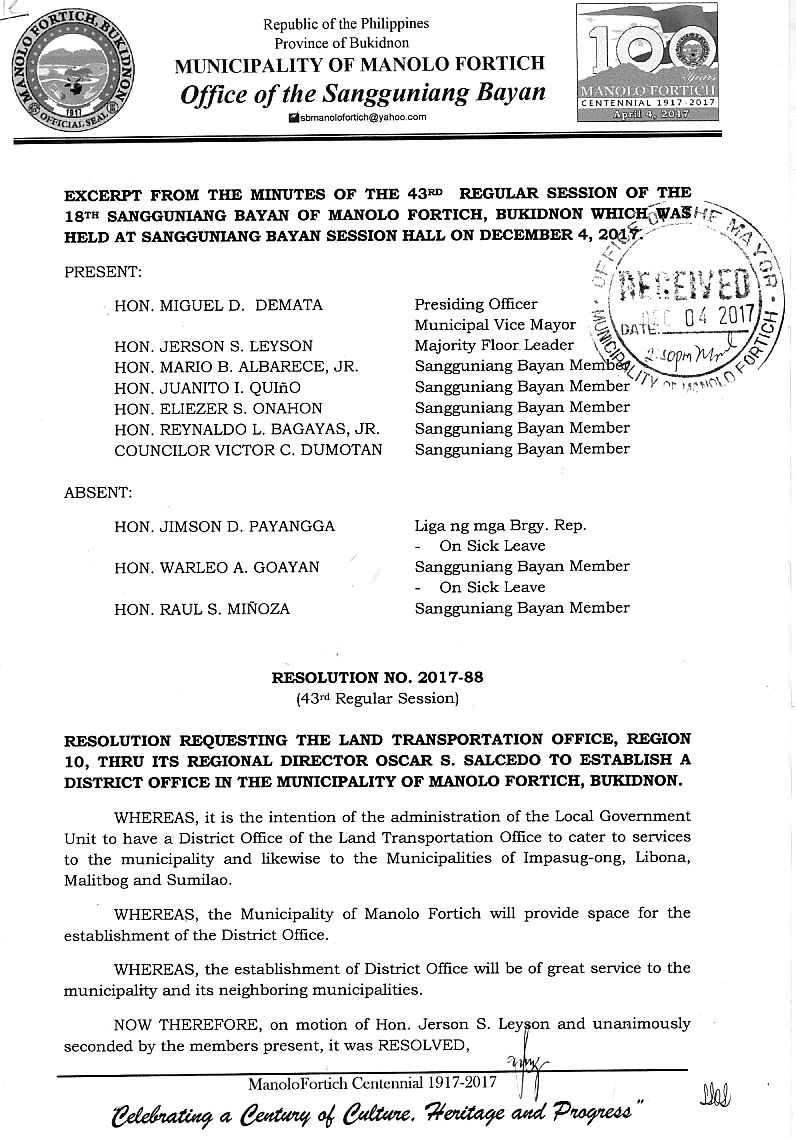 Republic of the Philippines
Province of Bukidnon
MUNICIPALITY OF MANOLO FORTICH
Office of the Sangguniang Bayan
sbmanolofortich@yahoo.com
MANOLO FORTICH, BUKIDNON
1917
OFFICIAL SEAL
100
Years
MANOLO FORTICH
CENTENNIAL 1917-2017
April 4, 2017
EXCERPT FROM THE MINUTES OF THE 43RD REGULAR SESSION OF THE
18TH SANGGUNIANG BAYAN OF MANOLO FORTICH, BUKIDNON WHICH WAS
HELD AT SANGGUNIANG BAYAN SESSION HALL ON DECEMBER 4, 2017.
OFFICE OF THE MAYOR
MUNICIPALITY OF MANOLO FORTICH
RECEIVED
DATE: DEC 04 2017
2:30pm
PRESENT:
HON. MIGUEL D. DEMATA Presiding Officer
Municipal Vice Mayor
HON. JERSON S. LEYSON Majority Floor Leader
HON. MARIO B. ALBARECE, JR. Sangguniang Bayan Member
HON. JUANITO I. QUIñO Sangguniang Bayan Member
HON. ELIEZER S. ONAHON Sangguniang Bayan Member
HON. REYNALDO L. BAGAYAS, JR. Sangguniang Bayan Member
COUNCILOR VICTOR C. DUMOTAN Sangguniang Bayan Member
ABSENT:
HON. JIMSON D. PAYANGGA Liga ng mga Brgy. Rep.
- On Sick Leave
HON. WARLEO A. GOAYAN Sangguniang Bayan Member
- On Sick Leave
HON. RAUL S. MIÑOZA Sangguniang Bayan Member
RESOLUTION NO. 2017-88
(43rd Regular Session)
RESOLUTION REQUESTING THE LAND TRANSPORTATION OFFICE, REGION
10, THRU ITS REGIONAL DIRECTOR OSCAR S. SALCEDO TO ESTABLISH A
DISTRICT OFFICE IN THE MUNICIPALITY OF MANOLO FORTICH, BUKIDNON.
WHEREAS, it is the intention of the administration of the Local Government
Unit to have a District Office of the Land Transportation Office to cater to services
to the municipality and likewise to the Municipalities of Impasug-ong, Libona,
Malitbog and Sumilao.
WHEREAS, the Municipality of Manolo Fortich will provide space for the
establishment of the District Office.
WHEREAS, the establishment of District Office will be of great service to the
municipality and its neighboring municipalities.
NOW THEREFORE, on motion of Hon. Jerson S. Leyson and unanimously
seconded by the members present, it was RESOLVED,
ManoloFortich Centennial 1917-2017
"Celebrating a Century of Culture, Heritage and Progress"